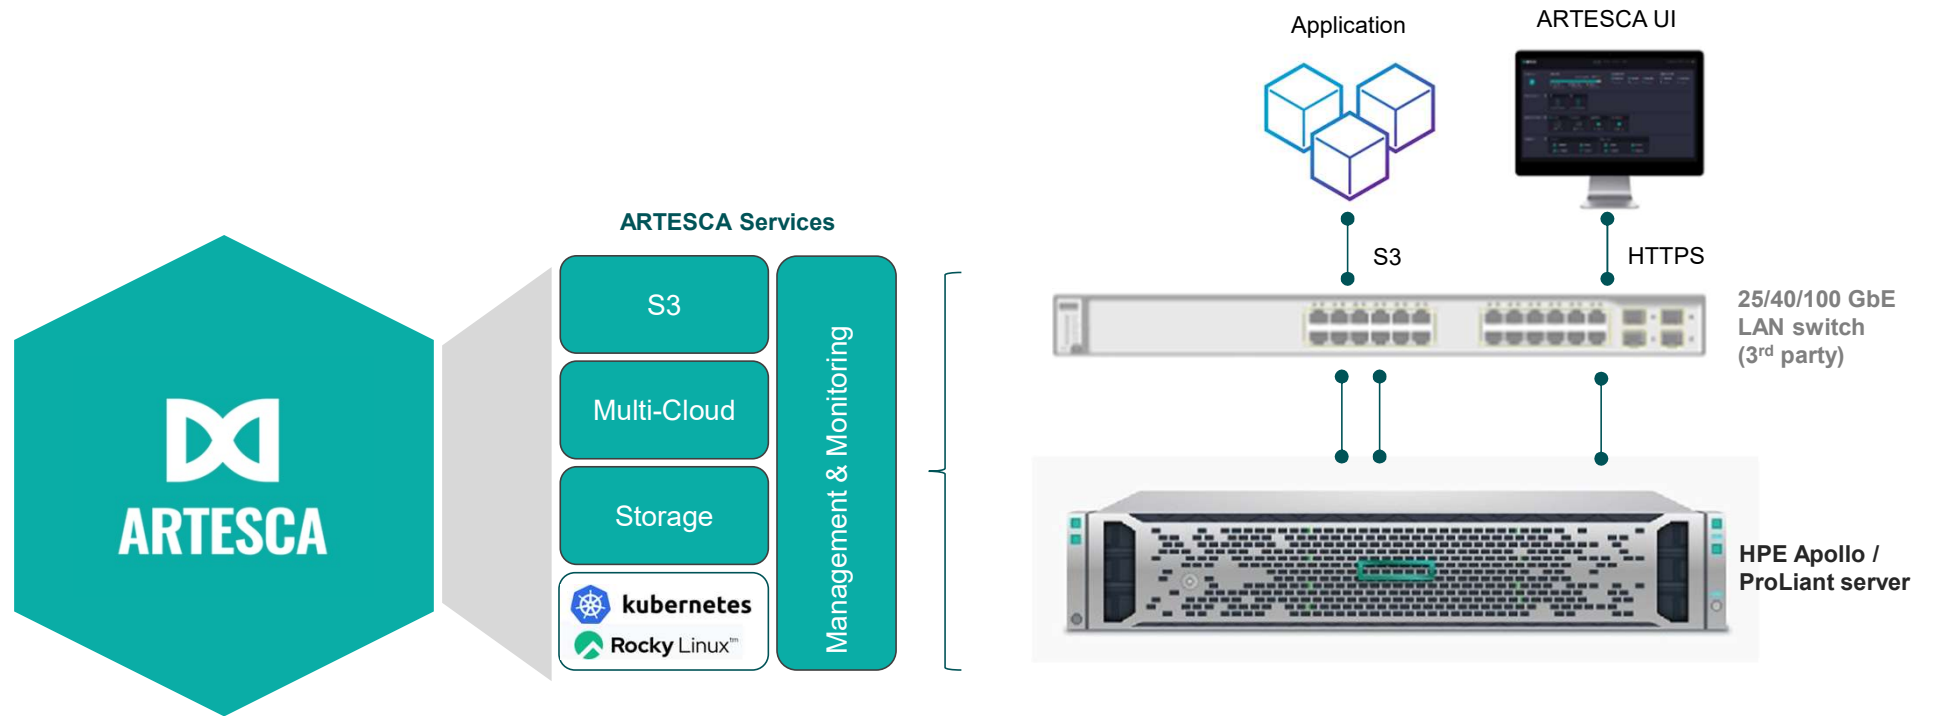 Application
ARTESCA UI
ARTESCA Services
S3
HTTPS
25/40/100 GbE
LAN switch
(3rd party)
S3
Multi-Cloud
Storage
Management & Monitoring
kubernetes
Rocky Linux™
ARTESCA
HPE Apollo /
ProLiant server